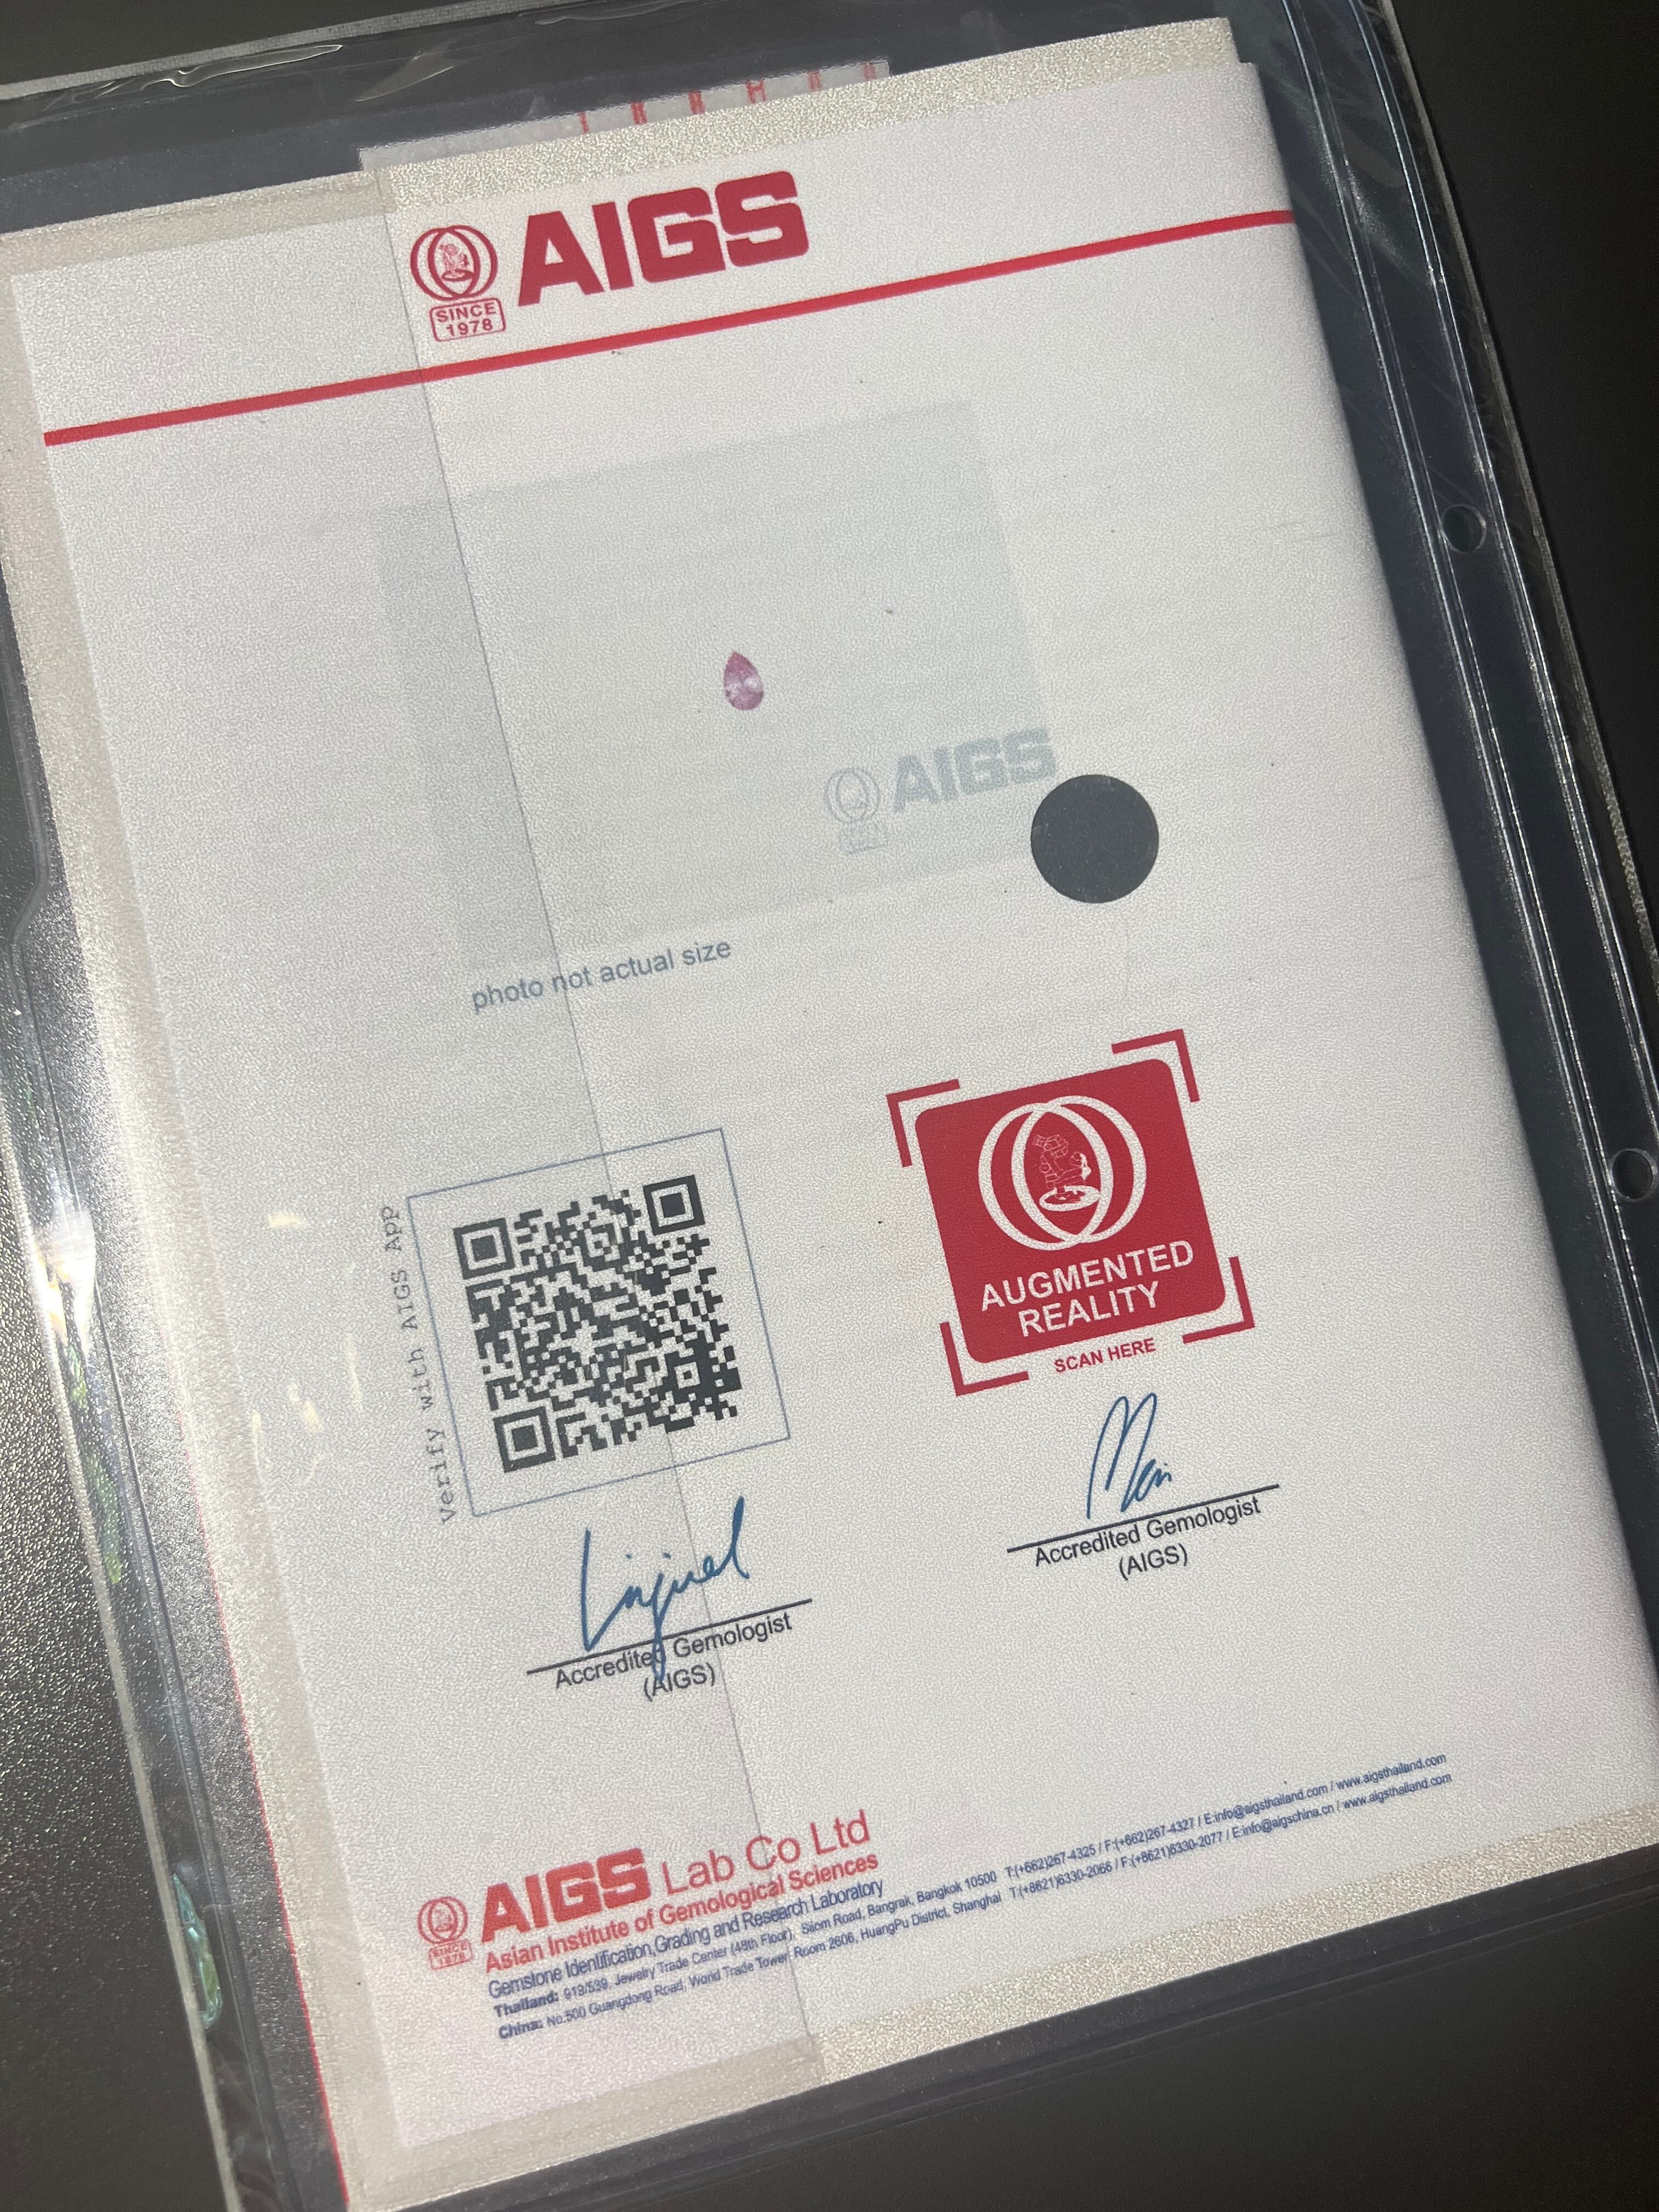 AIGS
SINCE
1978
AIGS
photo not actual size
Verify with AIGS App
AUGMENTED
REALITY
SCAN HERE
Accredited Gemologist
(AIGS)
Accredited Gemologist
(AIGS)
AIGS Lab Co Ltd
SINCE
1978
Asian Institute of Gemological Sciences
Gemstone Identification,Grading and Research Laboratory
Thailand: 919/539, Jewelry Trade Center (48th Floor), Silom Road, Bangrak, Bangkok 10500 T:(+662)267-4325 / F:(+662)267-4327 / E:info@aigsthailand.com / www.aigsthailand.com
China: No.500 Guangdong Road, World Trade Tower Room 2606, HuangPu District, Shanghai T:(+8621)6330-2066 / F:(+8621)6330-2077 / E:info@aigschina.cn / www.aigsthailand.com